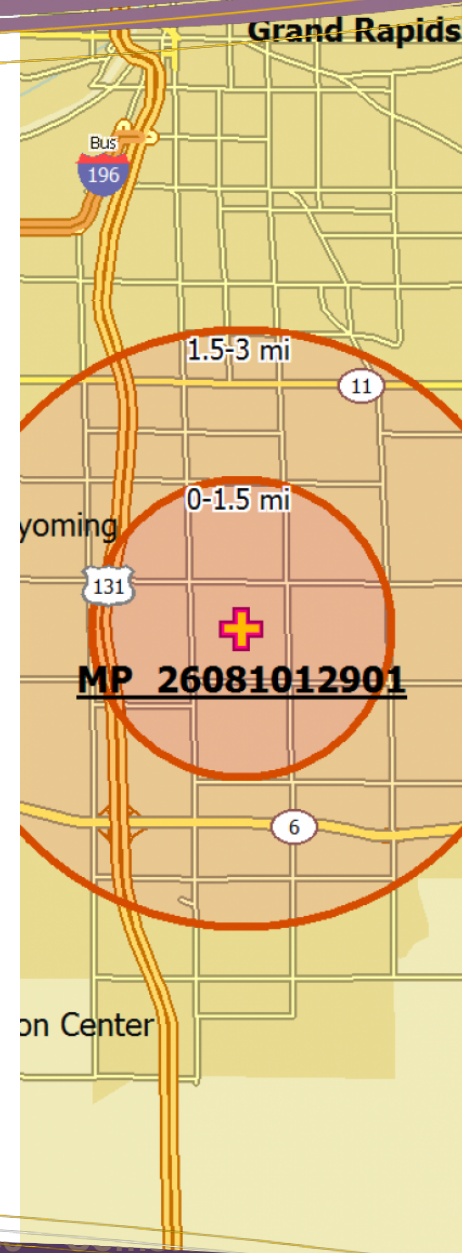 Grand Rapids
Bus
196
1.5-3 mi
11
0-1.5 mi
yoming
131
MP 26081012901
6
on Center